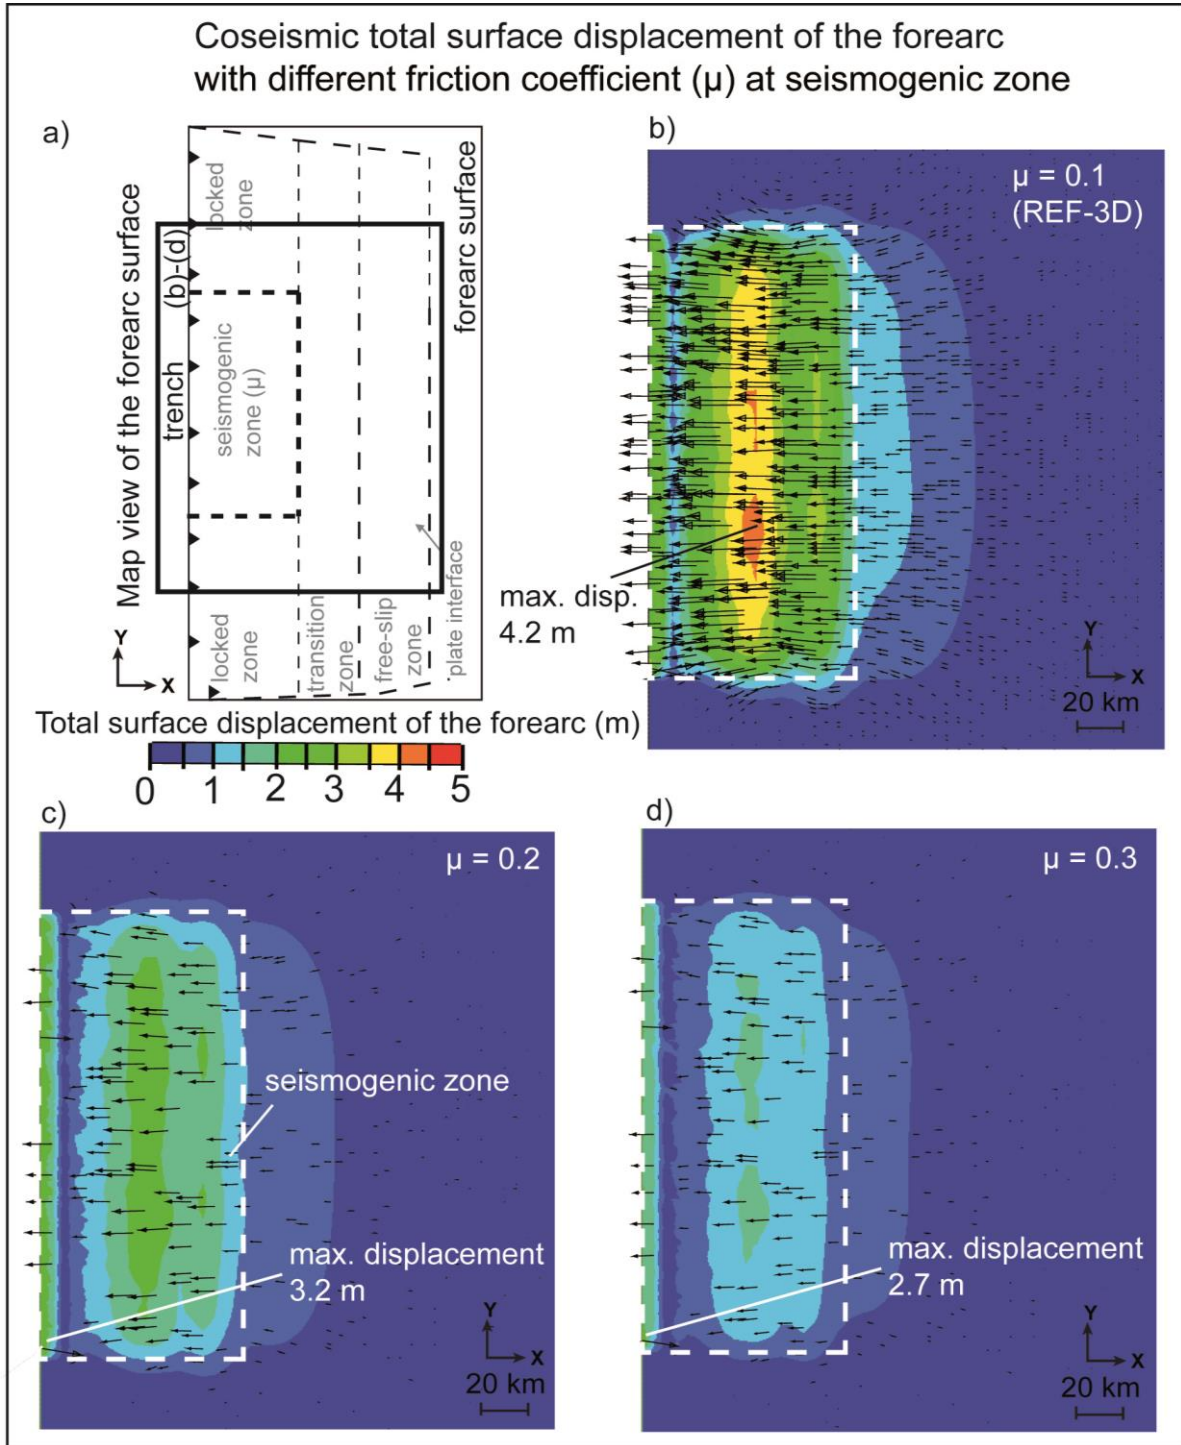 Coseismic total surface displacement of the forearc
with different friction coefficient (μ) at seismogenic zone
a)
Map view of the forearc surface
trench
(b)-(d)
locked
zone
seismogenic
zone (μ)
locked
zone
transition
zone
free-slip
zone
plate interface
forearc surface
Y
X
b)
μ = 0.1
(REF-3D)
max. disp.
4.2 m
Y
X
20 km
Total surface displacement of the forearc (m)
0 1 2 3 4 5
c)
μ = 0.2
seismogenic zone
max. displacement
3.2 m
Y
X
20 km
d)
μ = 0.3
max. displacement
2.7 m
Y
X
20 km